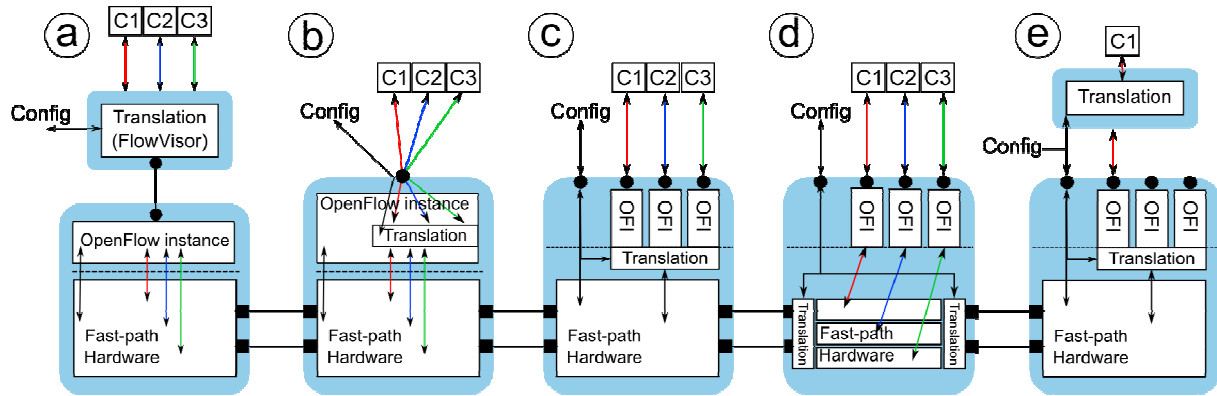 a
C1 C2 C3
Config
Translation
(FlowVisor)
OpenFlow instance
Fast-path
Hardware
b
C1 C2 C3
Config
OpenFlow instance
Translation
Fast-path
Hardware
c
C1 C2 C3
Config
OFI OFI OFI
Translation
Fast-path
Hardware
d
C1 C2 C3
Config
OFI OFI OFI
Translation
Fast-path
Hardware
Translation
e
C1
Translation
Config
OFI OFI OFI
Translation
Fast-path
Hardware